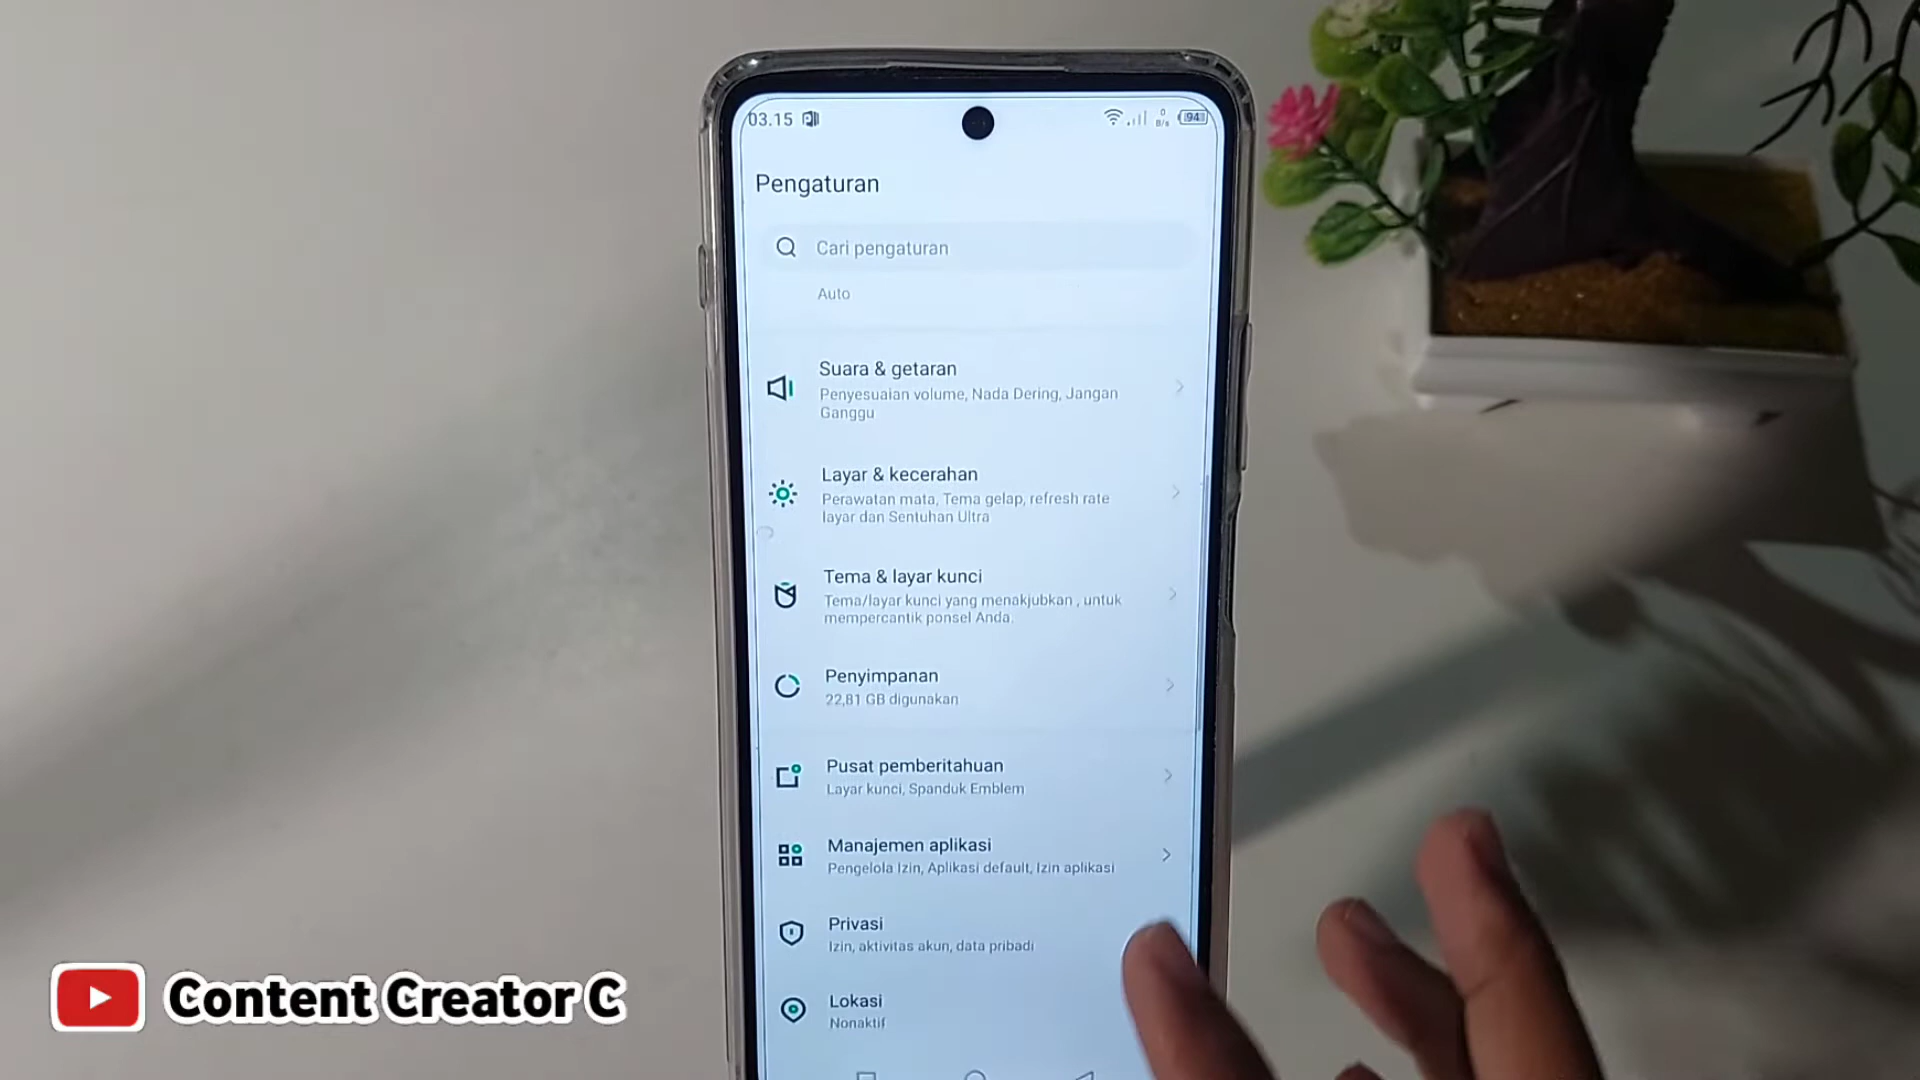 03.15
0
B/s
94
Pengaturan
Cari pengaturan
Auto
Suara & getaran
Penyesuaian volume, Nada Dering, Jangan
Ganggu
Layar & kecerahan
Perawatan mata, Tema gelap, refresh rate
layar dan Sentuhan Ultra
Tema & layar kunci
Tema/layar kunci yang menakjubkan , untuk
mempercantik ponsel Anda.
Penyimpanan
22,81 GB digunakan
Pusat pemberitahuan
Layar kunci, Spanduk Emblem
Manajemen aplikasi
Pengelola Izin, Aplikasi default, Izin aplikasi
Privasi
Izin, aktivitas akun, data pribadi
Lokasi
Nonaktif
Content Creator C